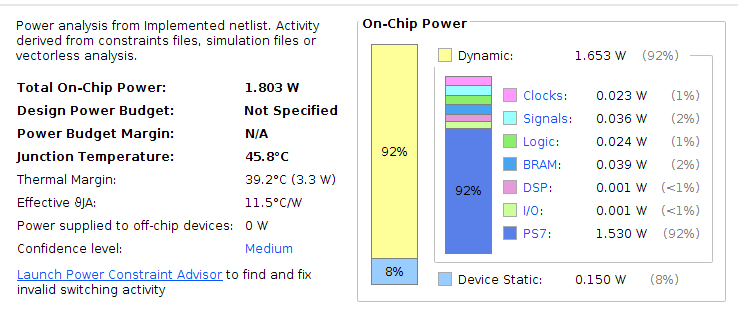 Power analysis from Implemented netlist. Activity
derived from constraints files, simulation files or
vectorless analysis.
Total On-Chip Power: 1.803 W
Design Power Budget: Not Specified
Power Budget Margin: N/A
Junction Temperature: 45.8°C
Thermal Margin: 39.2°C (3.3 W)
Effective ϑJA: 11.5°C/W
Power supplied to off-chip devices: 0 W
Confidence level: Medium
Launch Power Constraint Advisor to find and fix
invalid switching activity
On-Chip Power
92%
8%
Dynamic: 1.653 W (92%)
92%
Clocks: 0.023 W (1%)
Signals: 0.036 W (2%)
Logic: 0.024 W (1%)
BRAM: 0.039 W (2%)
DSP: 0.001 W (<1%)
I/O: 0.001 W (<1%)
PS7: 1.530 W (92%)
Device Static: 0.150 W (8%)